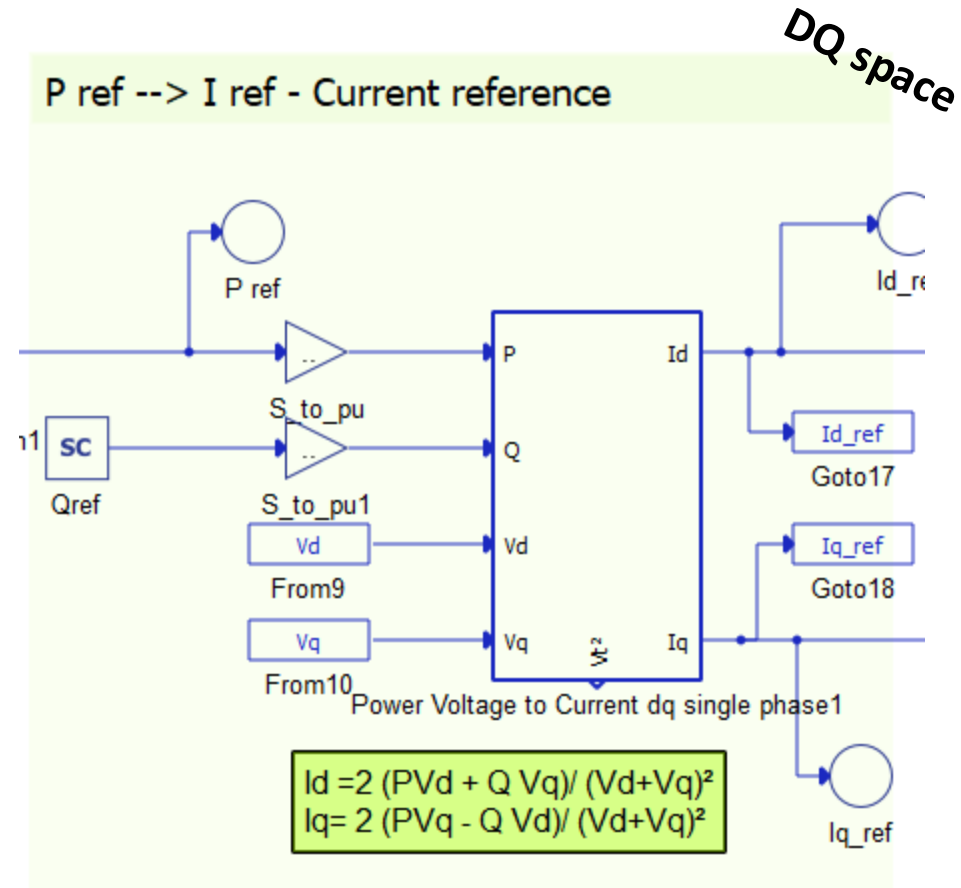 DQ space
P ref --> I ref - Current reference
P ref
Id_re
..
P
Id
S_to_pu
n1
SC
..
Q
Id_ref
Qref
S_to_pu1
Goto17
Vd
Vd
Iq_ref
From9
Goto18
Vq
Vq
Vt²
Iq
From10
Power Voltage to Current dq single phase1
Id =2 (PVd + Q Vq)/ (Vd+Vq)²
Iq= 2 (PVq - Q Vd)/ (Vd+Vq)²
Iq_ref